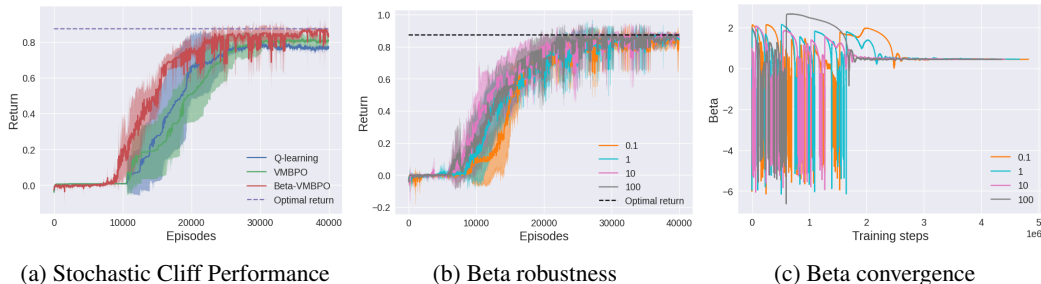 Return
0.8
0.6
0.4
0.2
0.0
Q-learning
VMBPO
Beta-VMBPO
Optimal return
0
10000
20000
30000
40000
Episodes
(a) Stochastic Cliff Performance
Return
1.0
0.8
0.6
0.4
0.2
0.0
−0.2
0.1
1
10
100
Optimal return
0
10000
20000
30000
40000
Episodes
(b) Beta robustness
Beta
2
0
−2
−4
−6
0.1
1
10
100
0
1
2
3
4
5
1e6
Training steps
(c) Beta convergence